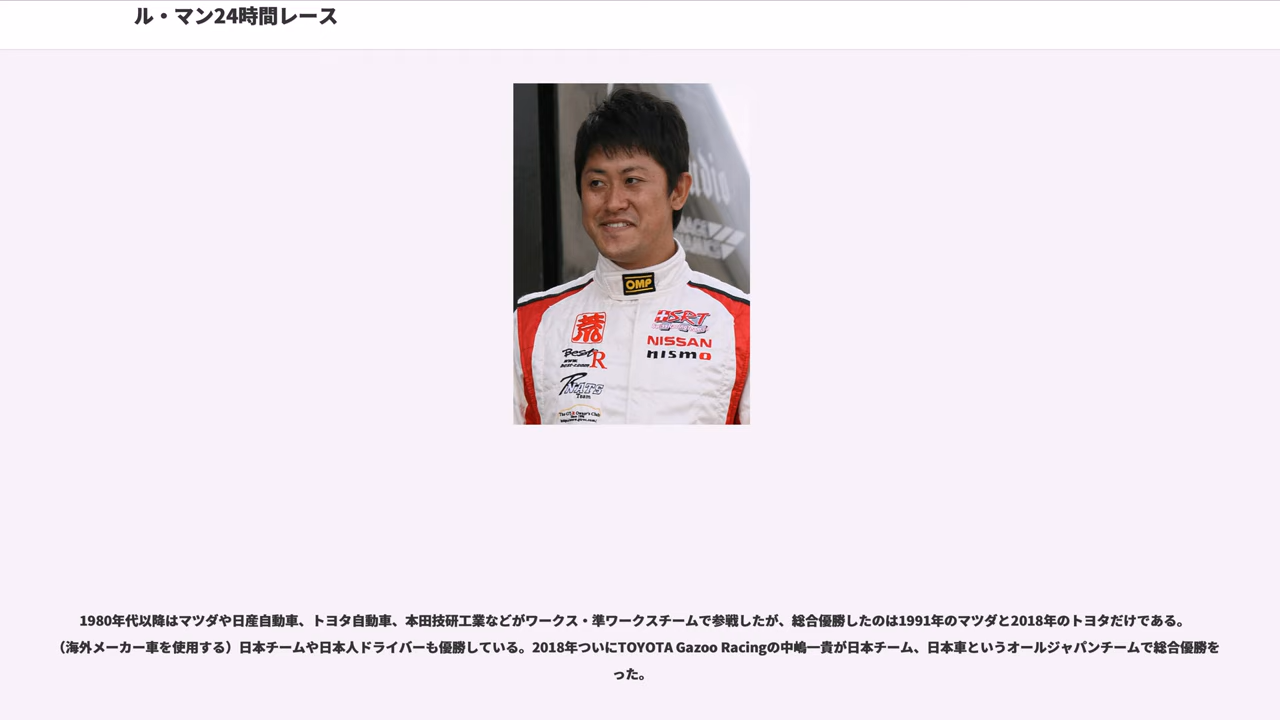 ル・マン24時間レース
OMP
HSRT
NISSAN
nismo
Best R
NATS
Team
1980年代以降はマツダや日産自動車、トヨタ自動車、本田技研工業などがワークス・準ワークスチームで参戦したが、総合優勝したのは1991年のマツダと2018年のトヨタだけである。
（海外メーカー車を使用する）日本チームや日本人ドライバーも優勝している。2018年ついにTOYOTA Gazoo Racingの中嶋一貴が日本チーム、日本車というオールジャパンチームで総合優勝を
った。